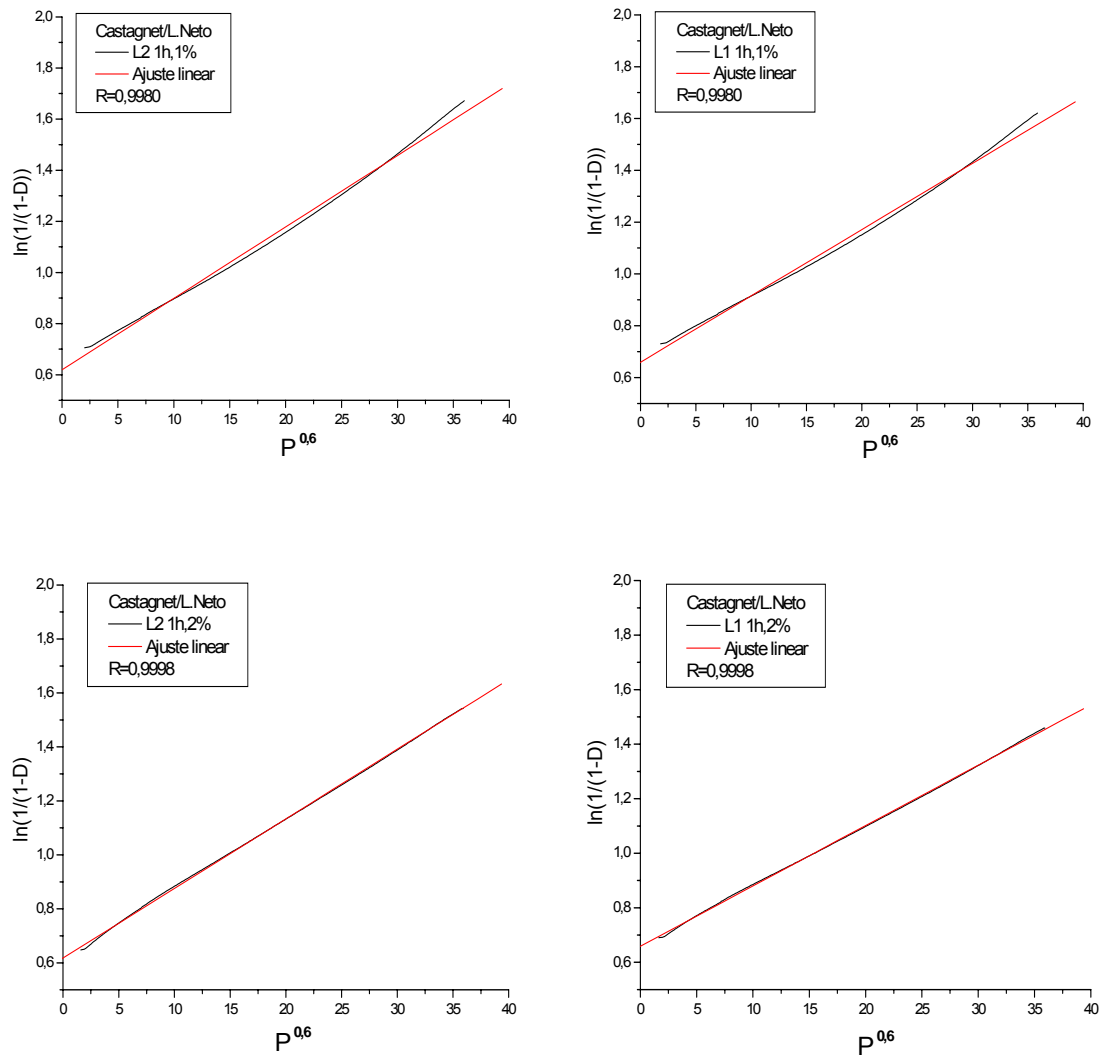 Castagnet/L.Neto
L2 1h,1%
Ajuste linear
R=0,9980
ln(1/(1-D))
2,0
1,8
1,6
1,4
1,2
1,0
0,8
0,6
0 5 10 15 20 25 30 35 40
P^0,6
Castagnet/L.Neto
L1 1h,1%
Ajuste linear
R=0,9980
ln(1/(1-D))
2,0
1,8
1,6
1,4
1,2
1,0
0,8
0,6
0 5 10 15 20 25 30 35 40
P^0,6
Castagnet/L.Neto
L2 1h,2%
Ajuste linear
R=0,9998
ln(1/(1-D)
2,0
1,8
1,6
1,4
1,2
1,0
0,8
0,6
0 5 10 15 20 25 30 35 40
P^0,6
Castagnet/L.Neto
L1 1h,2%
Ajuste linear
R=0,9998
ln(1/(1-D)
2,0
1,8
1,6
1,4
1,2
1,0
0,8
0,6
0 5 10 15 20 25 30 35 40
P^0,6